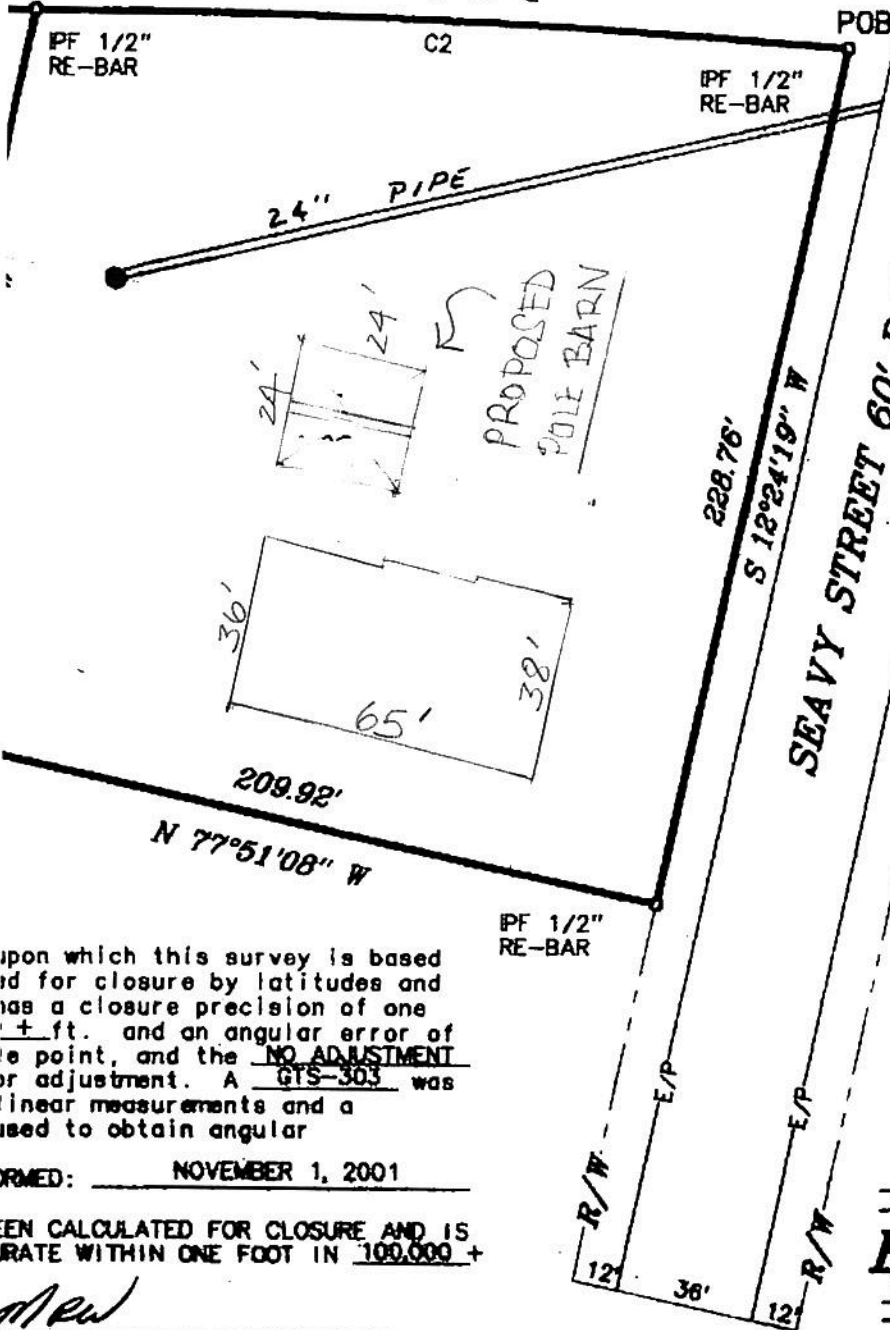 POB
IPF 1/2"
RE-BAR
C2
IPF 1/2"
RE-BAR
24" PIPE
24'
24'
PROPOSED
POLE BARN
228.76'
S 12°24'19" W
SEAVY STREET 60'
36'
38'
65'
209.92'
N 77°51'08" W
IPF 1/2"
RE-BAR
upon which this survey is based
ed for closure by latitudes and
has a closure precision of one
+ ft. and an angular error of
le point, and the NO ADJUSTMENT
or adjustment. A GTS-303 was
linear measurements and a
used to obtain angular
ORMED: NOVEMBER 1, 2001
EEN CALCULATED FOR CLOSURE AND IS
URATE WITHIN ONE FOOT IN 100,000 +
E/P
E/P
R/W
R/W
12'
36'
12'